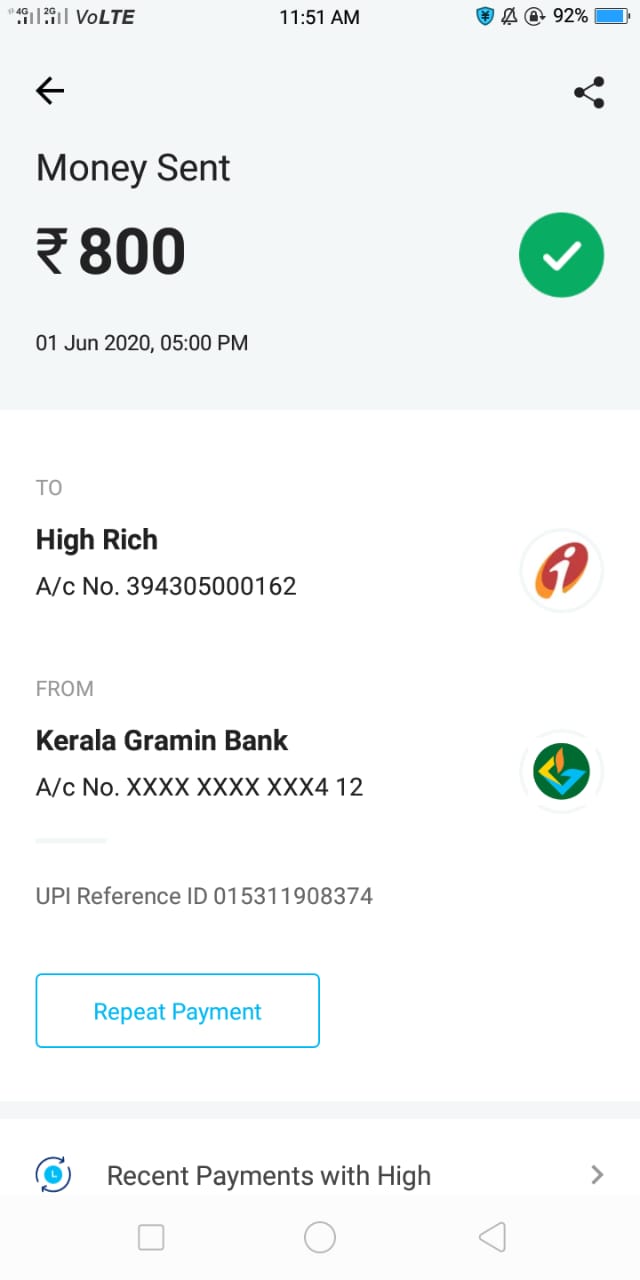 4G 2G VoLTE 11:51 AM 92%
Money Sent
₹800
01 Jun 2020, 05:00 PM
TO
High Rich
A/c No. 394305000162
FROM
Kerala Gramin Bank
A/c No. XXXX XXXX XXX4 12
UPI Reference ID 015311908374
Repeat Payment
Recent Payments with High